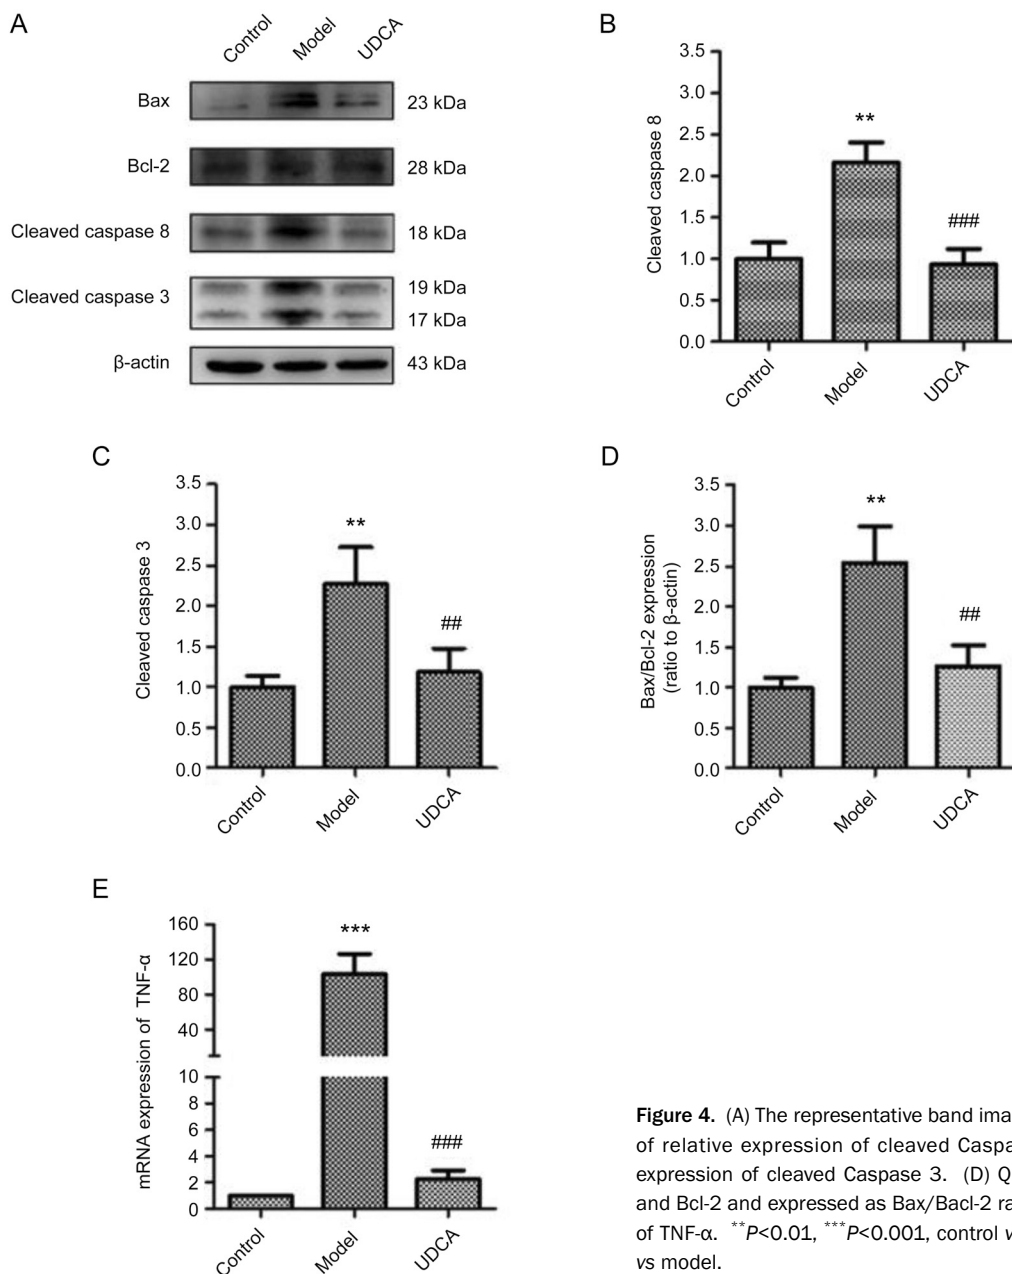 A
Control
Model
UDCA
Bax
23 kDa
Bcl-2
28 kDa
Cleaved caspase 8
18 kDa
Cleaved caspase 3
19 kDa
17 kDa
β-actin
43 kDa
B
Cleaved caspase 8
3.5
3.0
2.5
2.0
1.5
1.0
0.5
0.0
**
###
Control
Model
UDCA
C
Cleaved caspase 3
3.5
3.0
2.5
2.0
1.5
1.0
0.5
0.0
**
##
Control
Model
UDCA
D
Bax/Bcl-2 expression
(ratio to β-actin)
3.5
3.0
2.5
2.0
1.5
1.0
0.5
0.0
**
##
Control
Model
UDCA
E
mRNA expression of TNF-α
160
120
80
40
10
8
6
4
2
0
***
###
Control
Model
UDCA
Figure 4. (A) The representative band ima
of relative expression of cleaved Caspa
expression of cleaved Caspase 3. (D) Q
and Bcl-2 and expressed as Bax/Bacl-2 ra
of TNF-α. **P<0.01, ***P<0.001, control v
vs model.